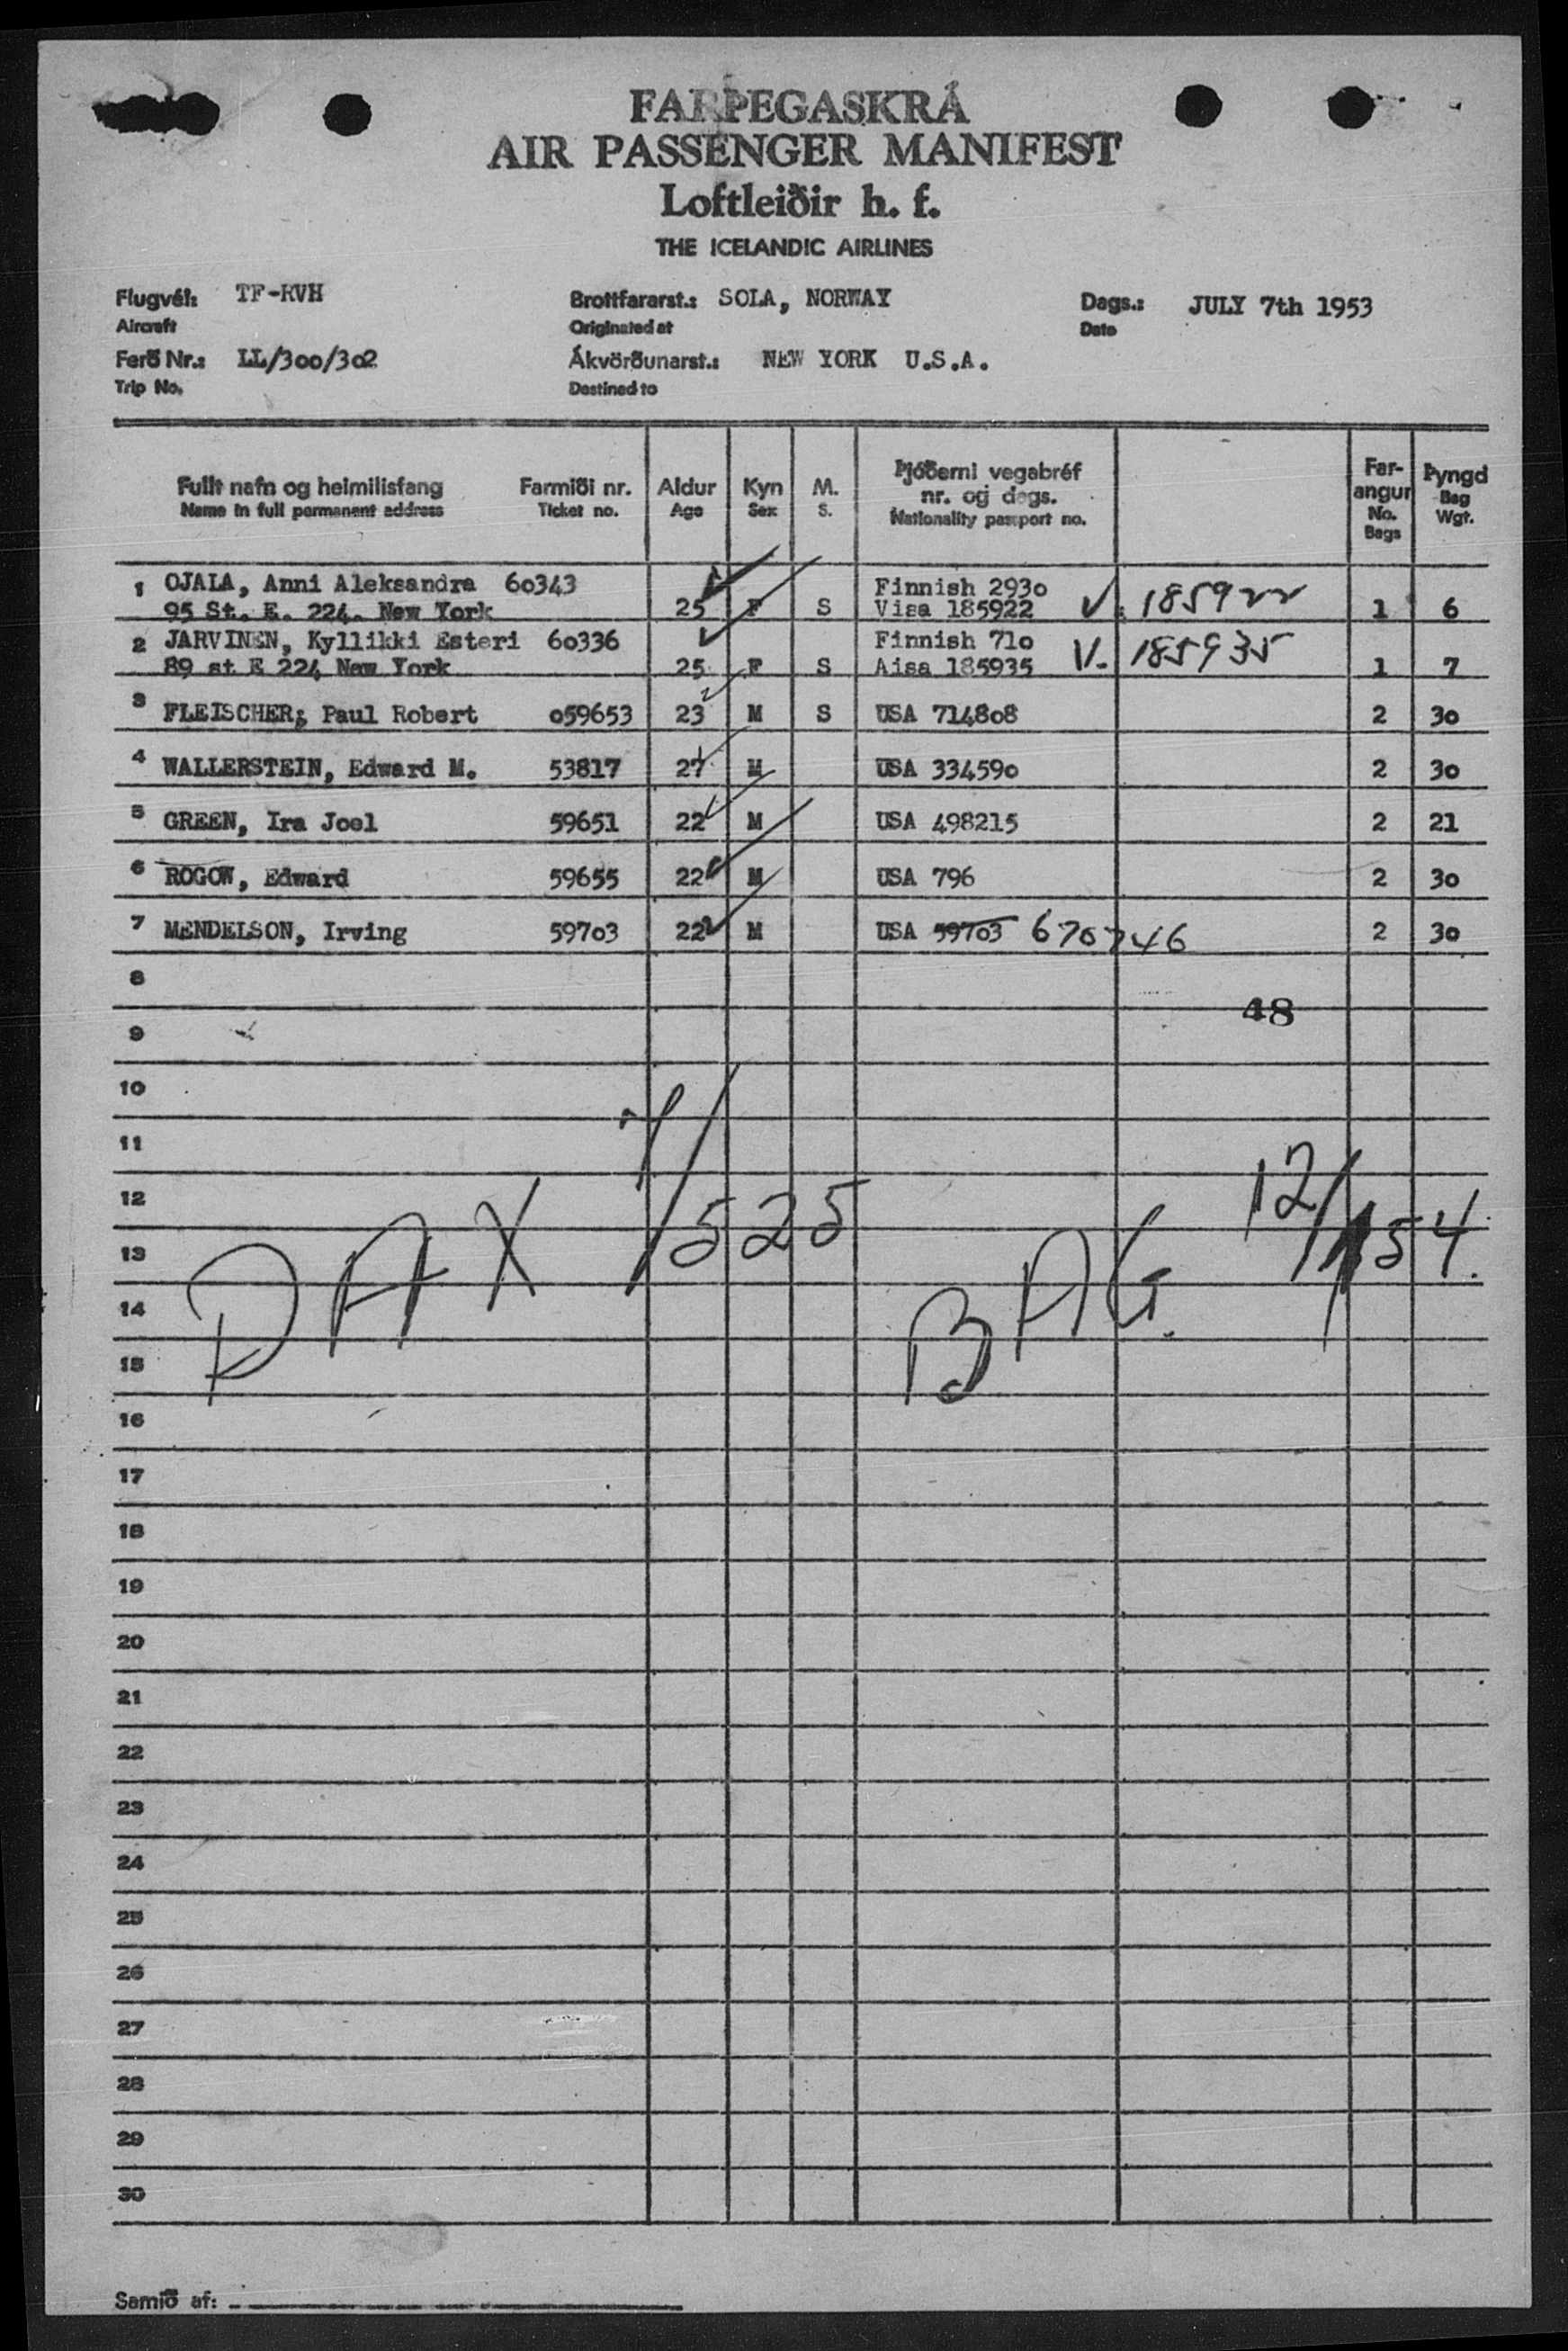 FARÞEGASKRÁ
AIR PASSENGER MANIFEST
Loftleiðir h. f.
THE ICELANDIC AIRLINES
Flugvél: TF-RVH Brottfararst.: SOLA, NORWAY Dags.: JULY 7th 1953
Aircraft Originated at Date
Ferð Nr.: LL/300/302 Ákvörðunarst.: NEW YORK U.S.A.
Trip No. Destined to
Fullt nafn og heimilisfang Farmiði nr. Aldur Kyn M. Þjóðerni vegabréf nr. og dags. Far-angur Þyngd
Name in full permanent address Ticket no. Age Sex S. Nationality passport no. No. Bags Bag Wgt.
1 OJALA, Anni Aleksandra 60343 Finnish 2930
95 St. E. 224. New York 25 F S Visa 185922 V. 185922 1 6
2 JARVINEN, Kyllikki Esteri 60336 Finnish 710
89 st E 224 New York 25 F S Aisa 185935 V. 185935 1 7
3 FLEISCHER; Paul Robert 059653 23 M S USA 714808 2 30
4 WALLERSTEIN, Edward M. 53817 27 M USA 334590 2 30
5 GREEN, Ira Joel 59651 22 M USA 498215 2 21
6 ROGOW, Edward 59655 22 M USA 796 2 30
7 MENDELSON, Irving 59703 22 M USA 59703 670746 2 30
8
48
9
10
11
12
PAX 7/525 BAG. 12/154.
13
14
15
16
17
18
19
20
21
22
23
24
25
26
27
28
29
30
Samið af: